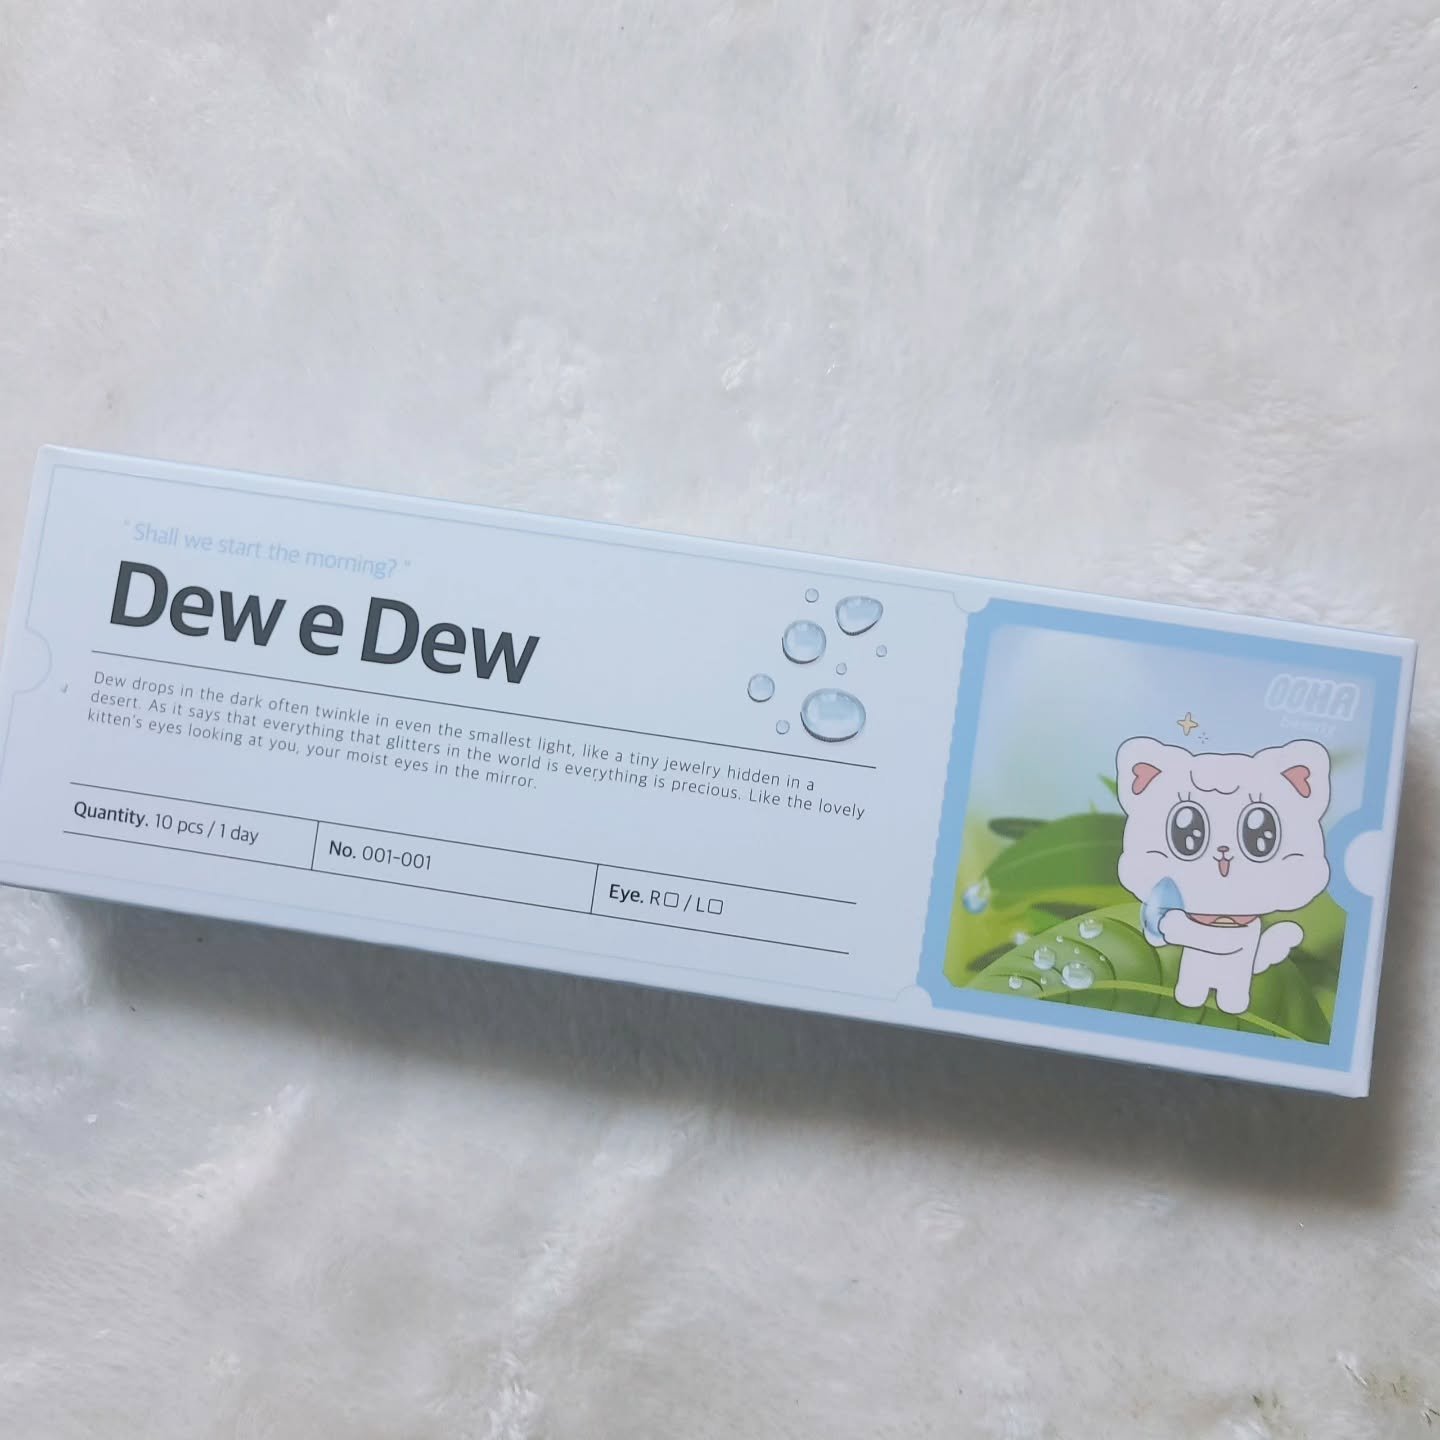 " Shall we start the morning? "
Dew e Dew
Dew drops in the dark often twinkle in even the smallest light, like a tiny jewelry hidden in a
desert. As it says that everything that glitters in the world is everything is precious. Like the lovely
kitten's eyes looking at you, your moist eyes in the mirror.
Quantity. 10 pcs / 1 day
No. 001-001
Eye. R☐ / L☐
OOHA
beauty